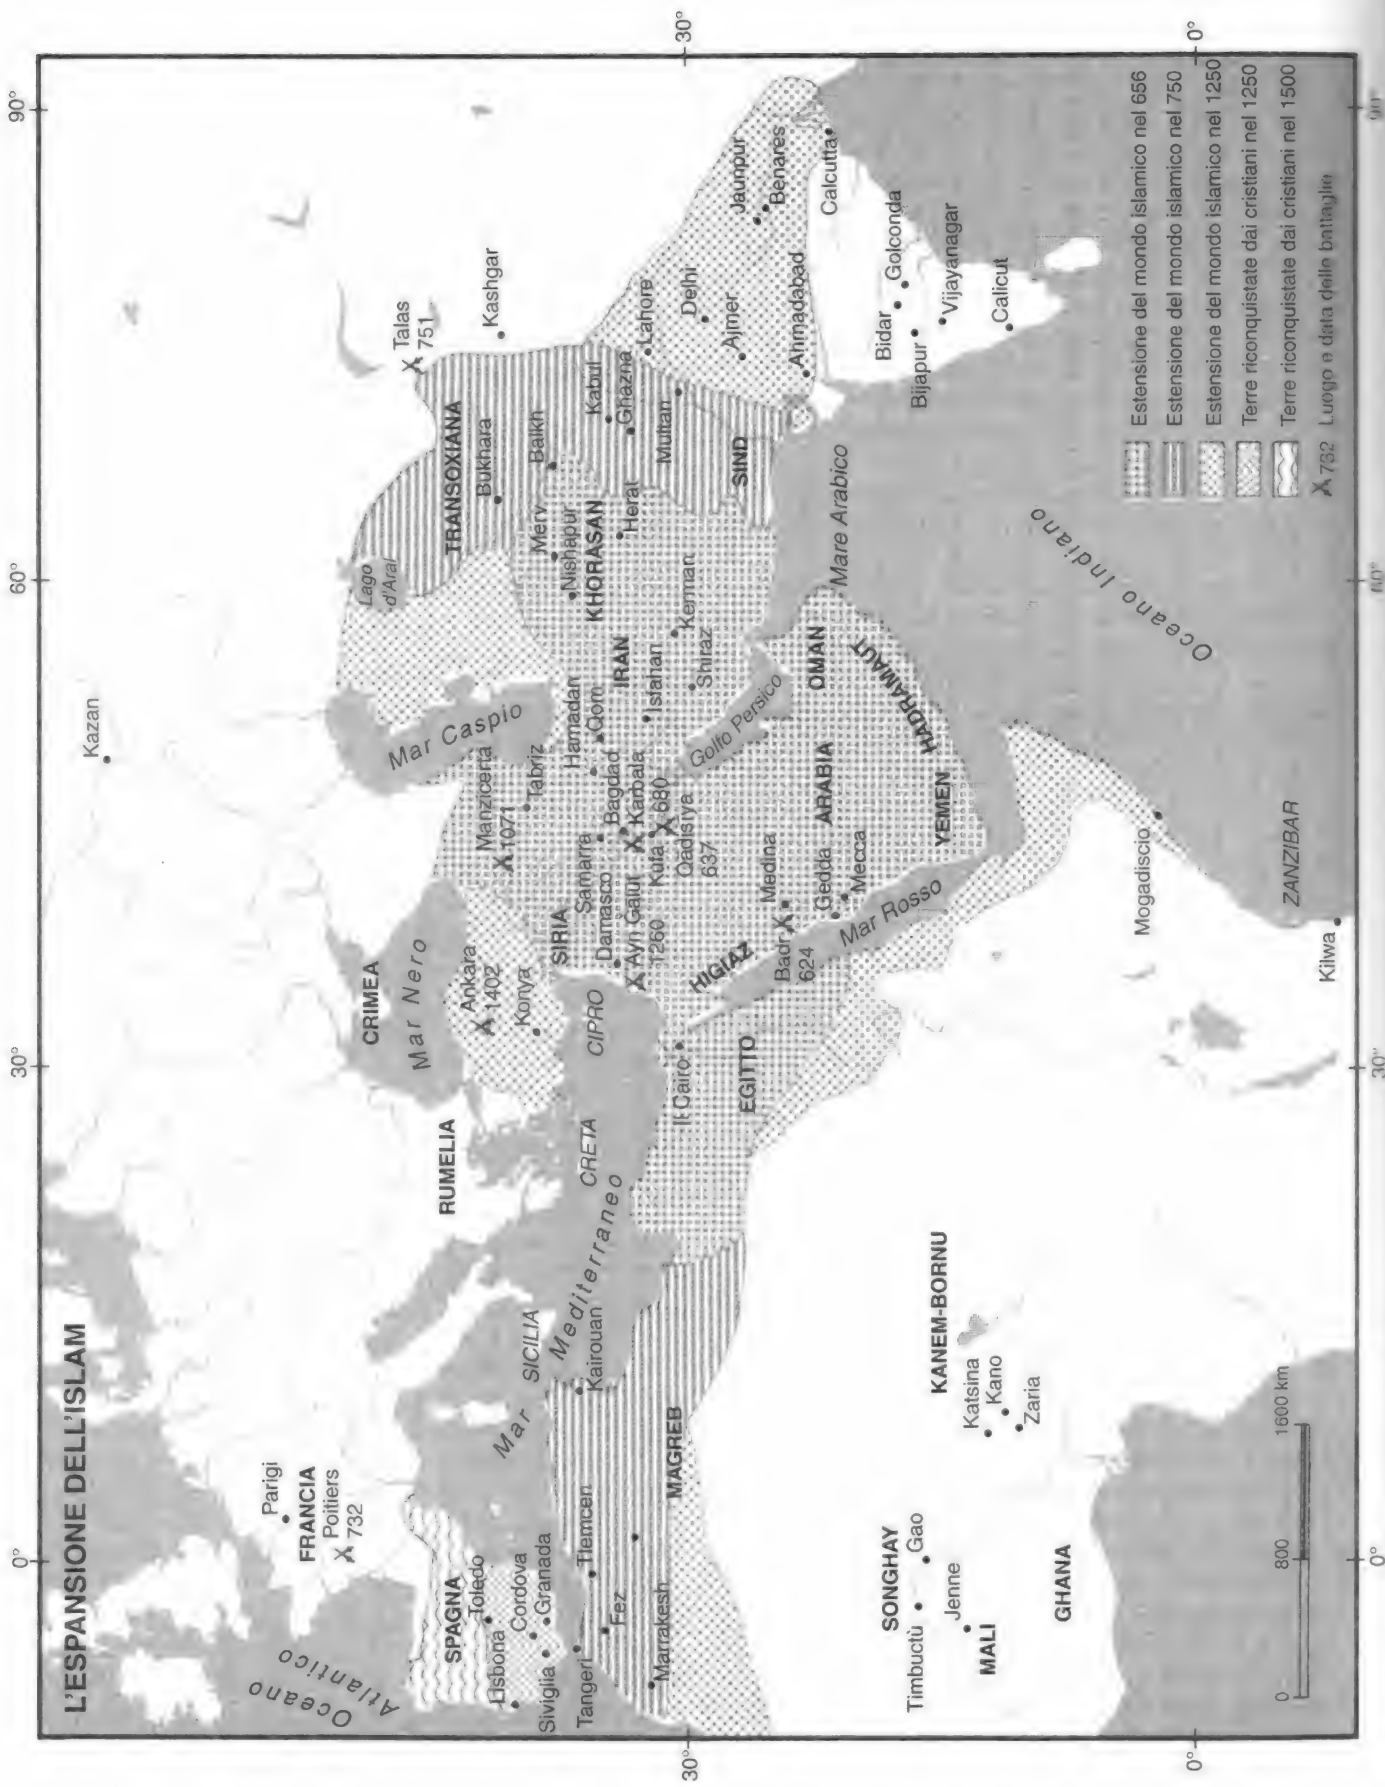 L'ESPANSIONE DELL'ISLAM
0°
30°
60°
90°
Oceano
Atlantico
Parigi
FRANCIA
Poitiers
732
SPAGNA
Toledo
Lisbona
Cordova
Granada
Siviglia
Tangeri
Tlemcen
Fez
Marrakesh
MAGREB
Kairouan
SICILIA
Mar Mediterraneo
CRETA
CIPRO
RUMELIA
CRIMEA
Mar Nero
Ankara
1402
Konya
Kazan
Mar Caspio
Manzicerta
1071
Tabriz
Lago
d'Aral
TRANSOXIANA
Bukhara
Talas
751
Kashgar
Merv
Balkh
Nishapur
KHORASAN
Herat
Kabul
Ghazna
Multan
Lahore
SIND
Delhi
Ajmer
Ahmadabad
Jaunpur
Benares
Calcutta
Bidar
Golconda
Bijapur
Vijayanagar
Calicut
SIRIA
Samarra
Damasco
Ayn Galut
1260
Bagdad
Karbala
680
Kufa
Qadisiya
637
Hamadan
Qom
IRAN
Isfahan
Kerman
Shiraz
Golfo Persico
Il Cairo
EGITTO
HIGIAZ
Badr
624
Medina
Gedda
Mecca
ARABIA
OMAN
HADRAMAUT
YEMEN
Mar Rosso
Mare Arabico
Oceano Indiano
Mogadiscio
ZANZIBAR
Kilwa
KANEM-BORNU
Katsina
Kano
Zaria
SONGHAY
Gao
Timbuctù
Jenne
MALI
GHANA
0
800
1600 km
Estensione del mondo islamico nel 656
Estensione del mondo islamico nel 750
Estensione del mondo islamico nel 1250
Terre riconquistate dai cristiani nel 1250
Terre riconquistate dai cristiani nel 1500
732 Luogo e data delle battaglie
30°
0°
30°
0°
0°
30°
60°
90°